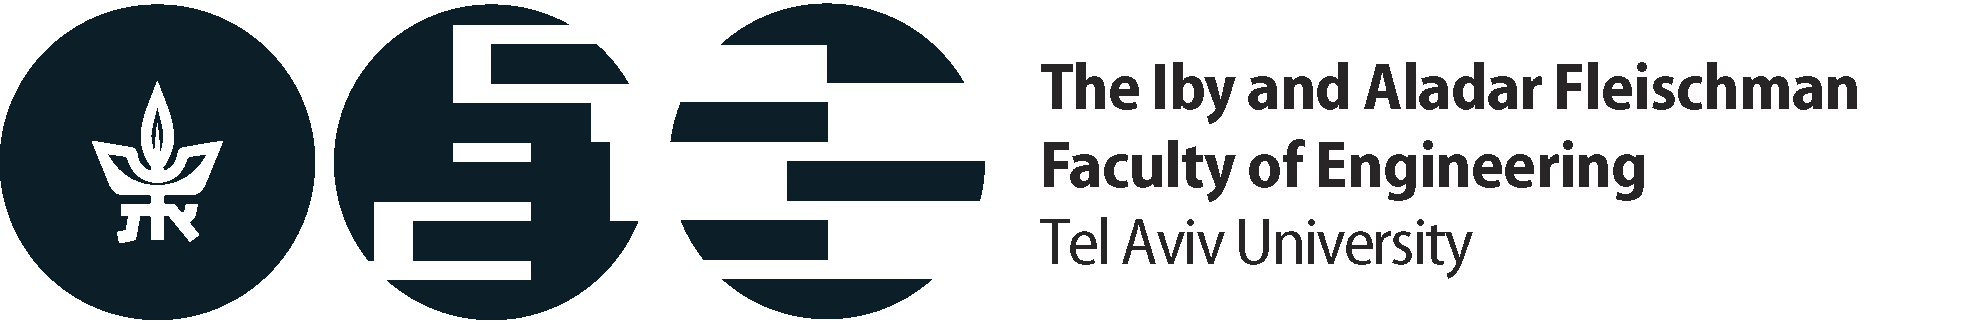 The Iby and Aladar Fleischman
Faculty of Engineering
Tel Aviv University